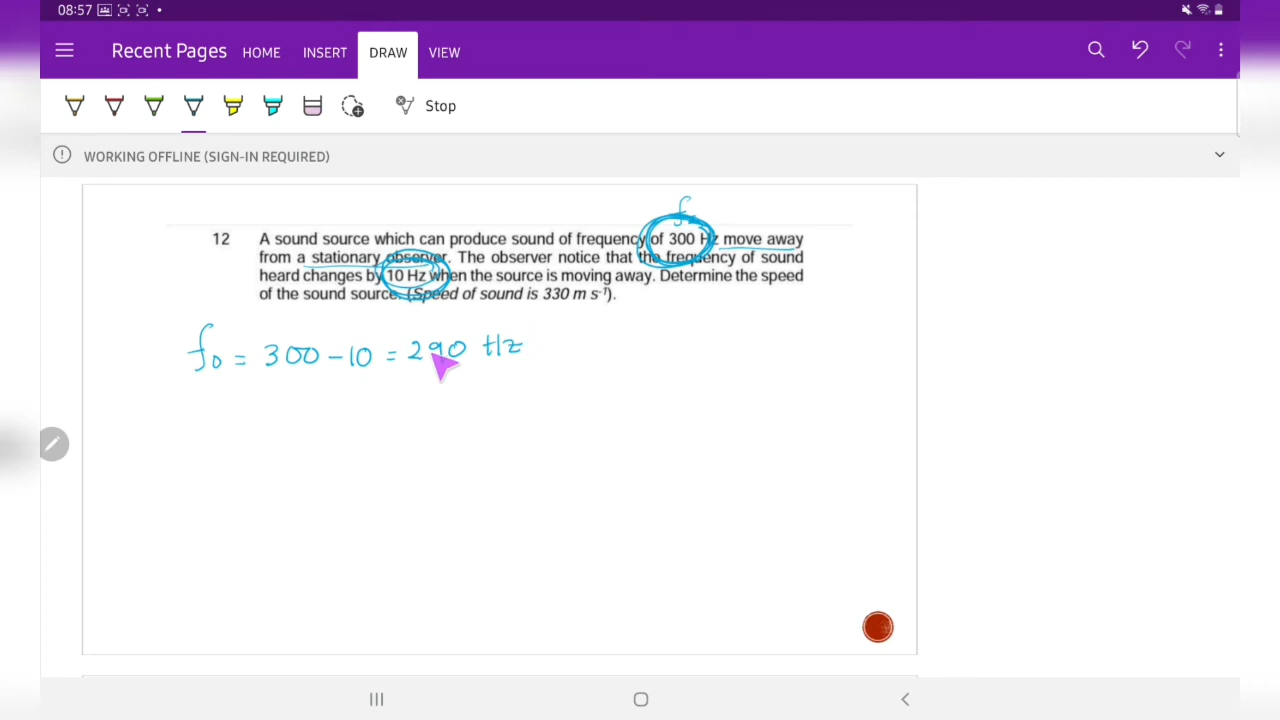 08:57
Recent Pages HOME INSERT DRAW VIEW
Stop
WORKING OFFLINE (SIGN-IN REQUIRED)
fs
12 A sound source which can produce sound of frequency of 300 Hz move away
from a stationary observer. The observer notice that the frequency of sound
heard changes by 10 Hz when the source is moving away. Determine the speed
of the sound source. (Speed of sound is 330 m s⁻¹).
fo = 300 - 10 = 290 Hz